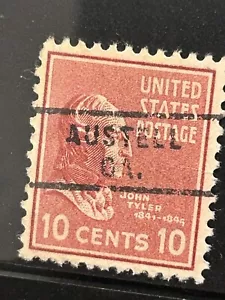 UNITED
STATES
POSTAGE
AUSTELL
GA.
JOHN
TYLER
1841-1845
10 CENTS 10